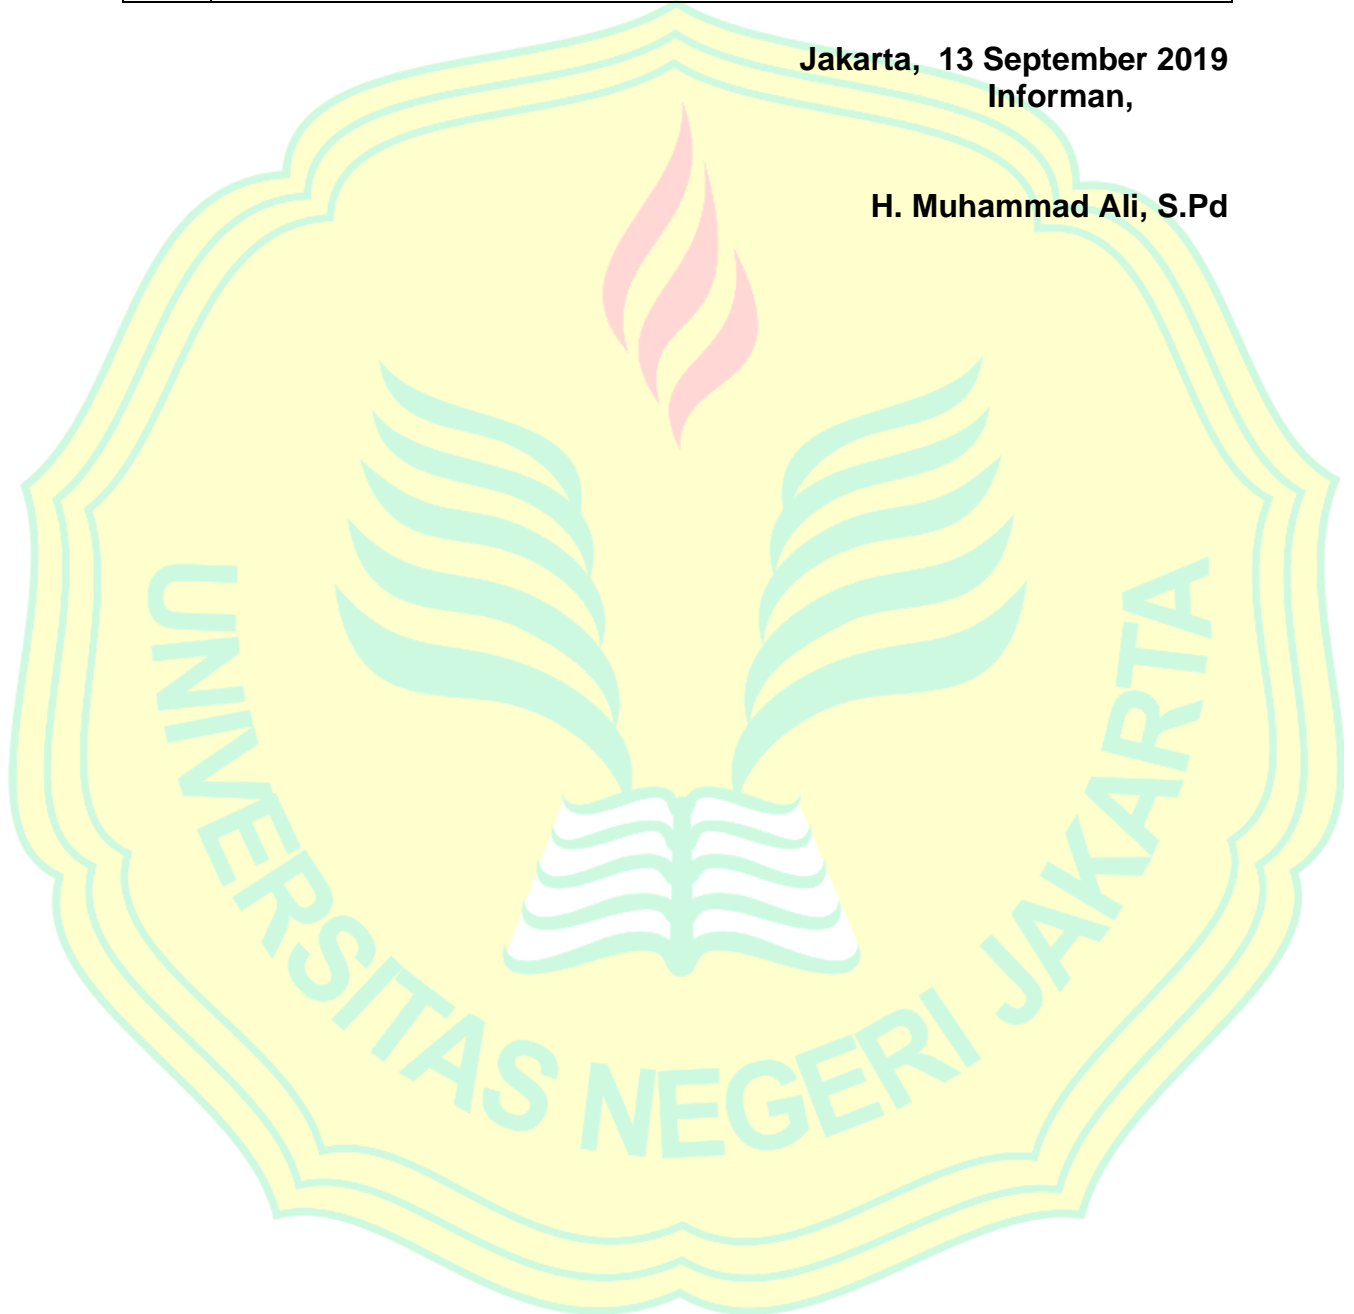 Jakarta,  13 September 2019
Informan,
H. Muhammad Ali, S.Pd
UNIVERSITAS NEGERI JAKARTA